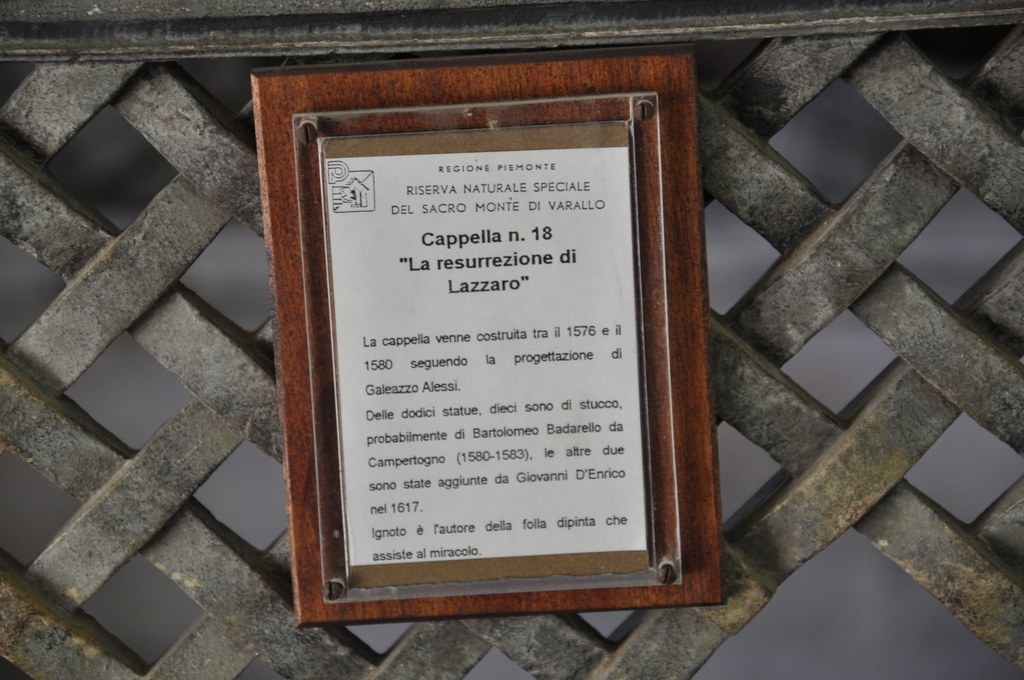 REGIONE PIEMONTE
RISERVA NATURALE SPECIALE
DEL SACRO MONTE DI VARALLO
Cappella n. 18
"La resurrezione di
Lazzaro"
La cappella venne costruita tra il 1576 e il
1580 seguendo la progettazione di
Galeazzo Alessi.
Delle dodici statue, dieci sono di stucco,
probabilmente di Bartolomeo Badarello da
Campertogno (1580-1583), le altre due
sono state aggiunte da Giovanni D'Enrico
nel 1617.
Ignoto è l'autore della folla dipinta che
assiste al miracolo.